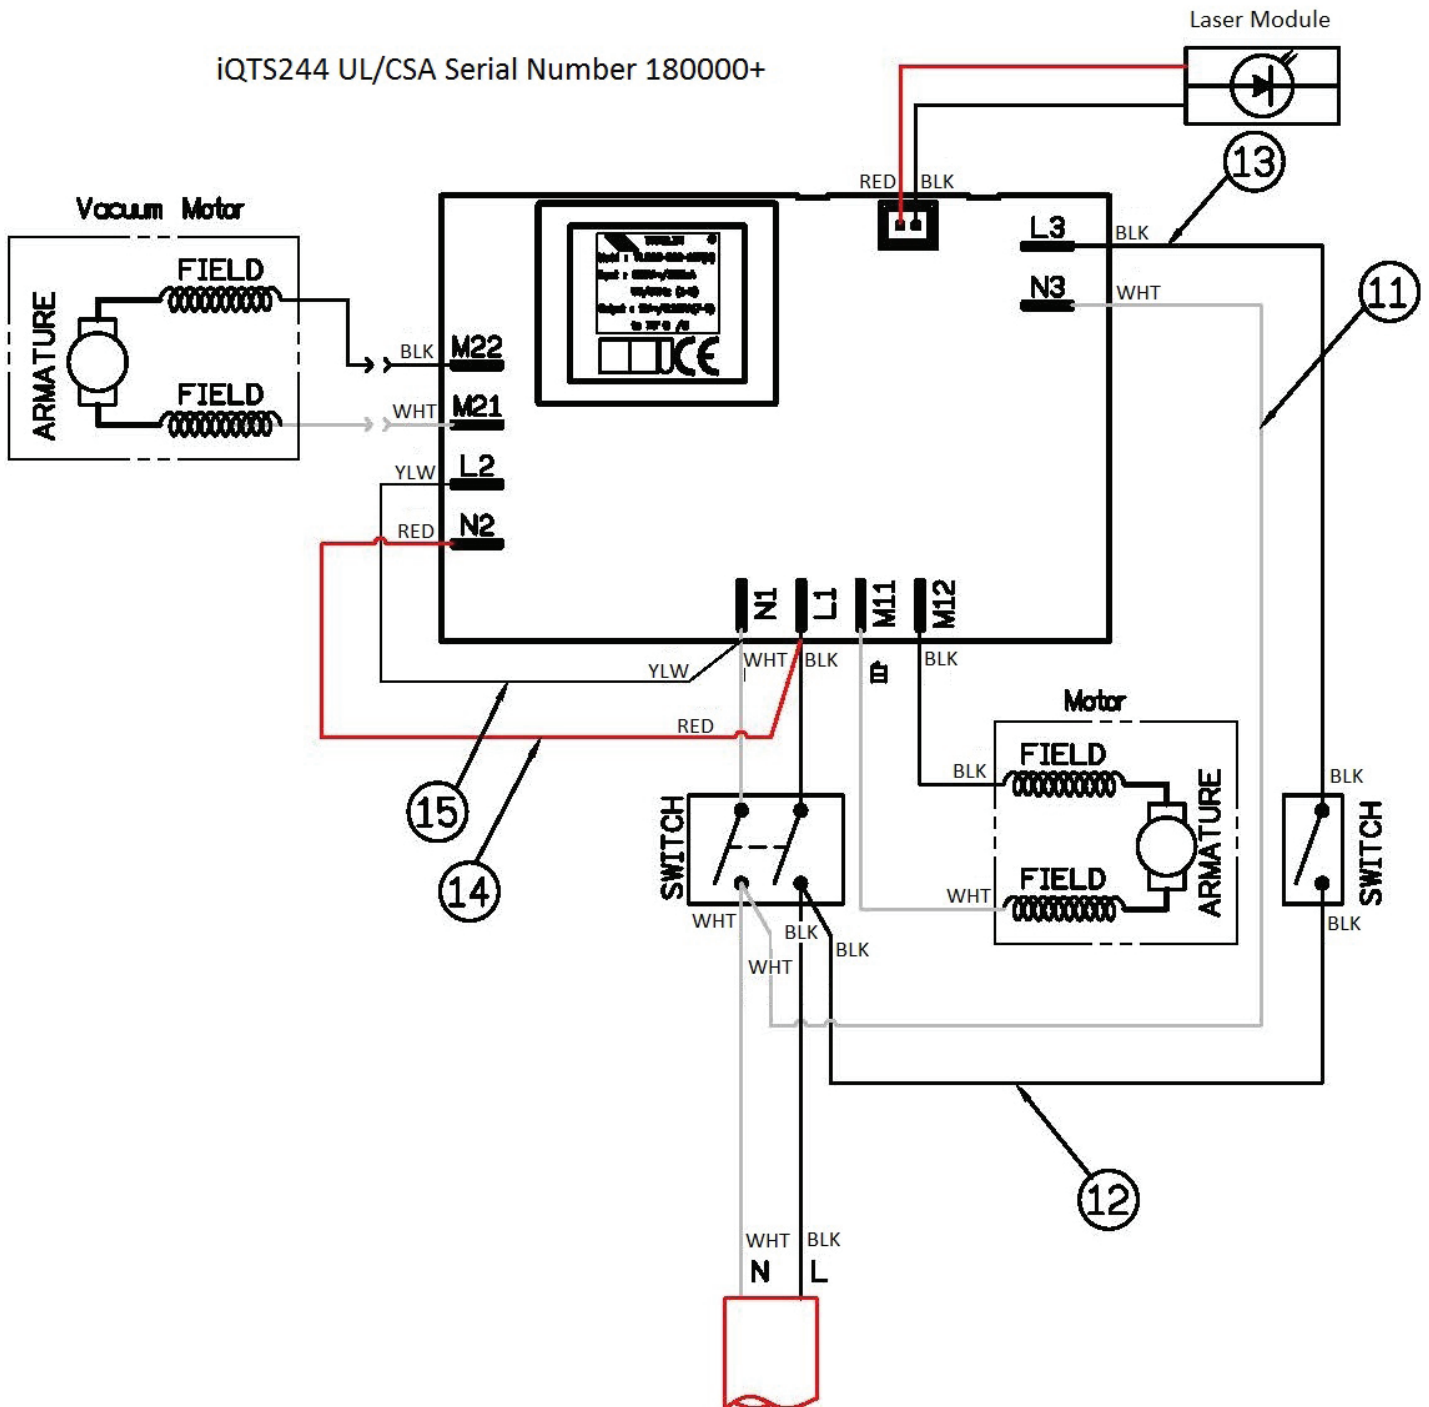 Laser Module
iQTS244 UL/CSA Serial Number 180000+
13
RED
BLK
L3
BLK
N3
WHT
11
Vacuum Motor
FIELD
ARMATURE
FIELD
BLK
M22
WHT
M21
YLW
L2
RED
N2
CE
N1
L1
M11
M12
YLW
WHT
BLK
白
BLK
RED
Motor
15
14
SWITCH
BLK
FIELD
ARMATURE
WHT
FIELD
BLK
SWITCH
BLK
WHT
BLK
BLK
WHT
12
WHT
BLK
N
L